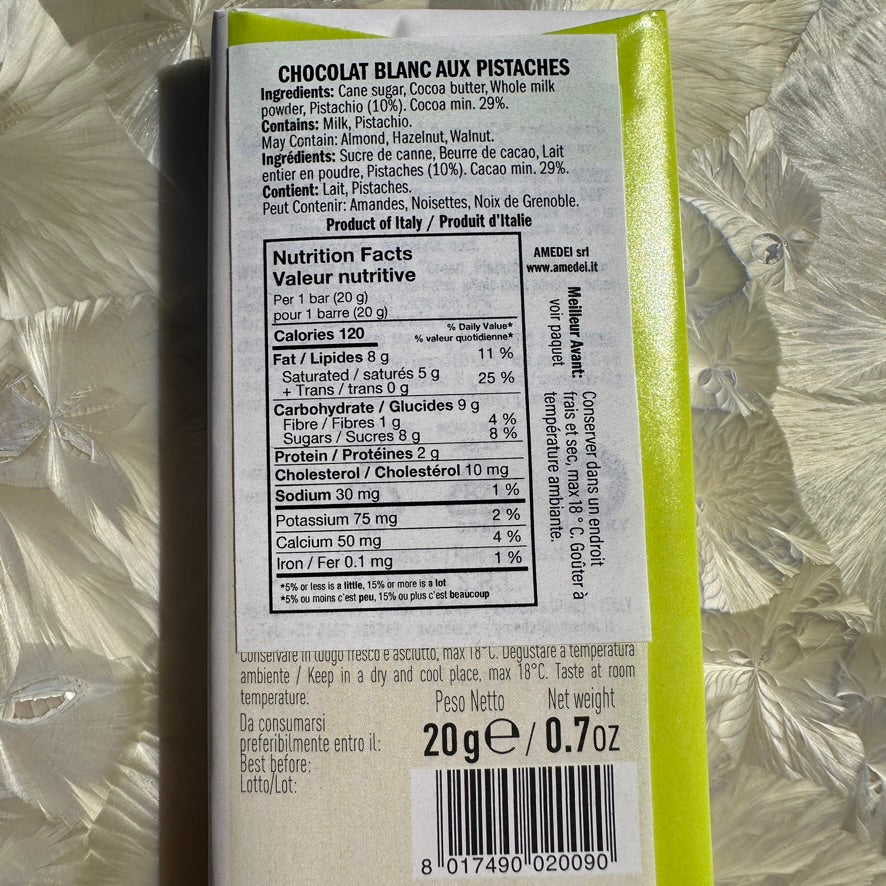 CHOCOLAT BLANC AUX PISTACHES
Ingredients: Cane sugar, Cocoa butter, Whole milk
powder, Pistachio (10%). Cocoa min. 29%.
Contains: Milk, Pistachio.
May Contain: Almond, Hazelnut, Walnut.
Ingrédients: Sucre de canne, Beurre de cacao, Lait
entier en poudre, Pistaches (10%). Cacao min. 29%.
Contient: Lait, Pistaches.
Peut Contenir: Amandes, Noisettes, Noix de Grenoble.
Product of Italy / Produit d'Italie
Nutrition Facts
Valeur nutritive
Per 1 bar (20 g)
pour 1 barre (20 g)
Calories 120
% Daily Value*
% valeur quotidienne*
Fat / Lipides 8 g 11 %
Saturated / saturés 5 g
+ Trans / trans 0 g 25 %
Carbohydrate / Glucides 9 g
Fibre / Fibres 1 g 4 %
Sugars / Sucres 8 g 8 %
Protein / Protéines 2 g
Cholesterol / Cholestérol 10 mg
Sodium 30 mg 1 %
Potassium 75 mg 2 %
Calcium 50 mg 4 %
Iron / Fer 0.1 mg 1 %
*5% or less is a little, 15% or more is a lot
*5% ou moins c'est peu, 15% ou plus c'est beaucoup
AMEDEI srl
www.amedei.it
Meilleur Avant:
voir paquet
Conserver dans un endroit
frais et sec, max 18 ° C. Goûter à
température ambiante.
Conservare in luogo fresco e asciutto, max 18°C. Degustare a temperatura
ambiente / Keep in a dry and cool place, max 18°C. Taste at room
temperature.
Peso Netto Net weight
20 g e / 0.7 oz
Da consumarsi
preferibilmente entro il:
Best before:
Lotto/Lot:
8 017490 020090